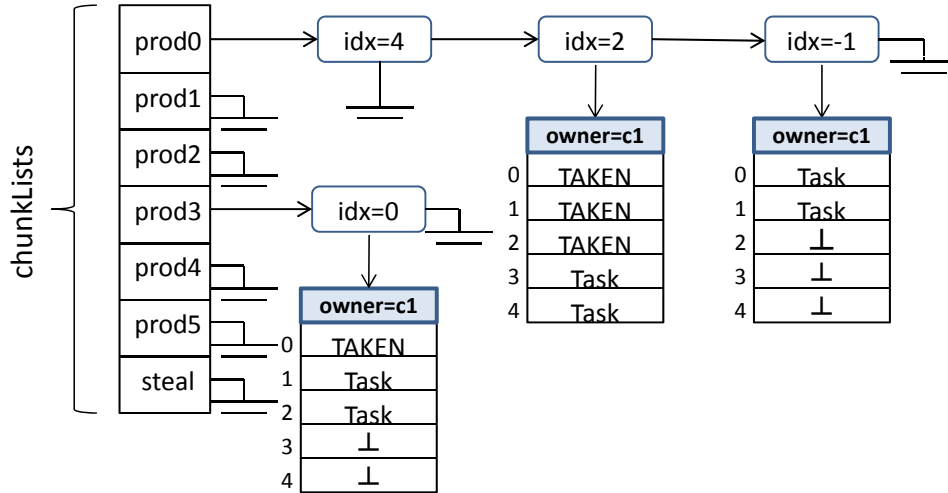 chunkLists
prod0
prod1
prod2
prod3
prod4
prod5
steal
idx=4
idx=2
idx=-1
owner=c1
0 TAKEN
1 TAKEN
2 TAKEN
3 Task
4 Task
owner=c1
0 Task
1 Task
2 ⊥
3 ⊥
4 ⊥
idx=0
owner=c1
0 TAKEN
1 Task
2 Task
3 ⊥
4 ⊥